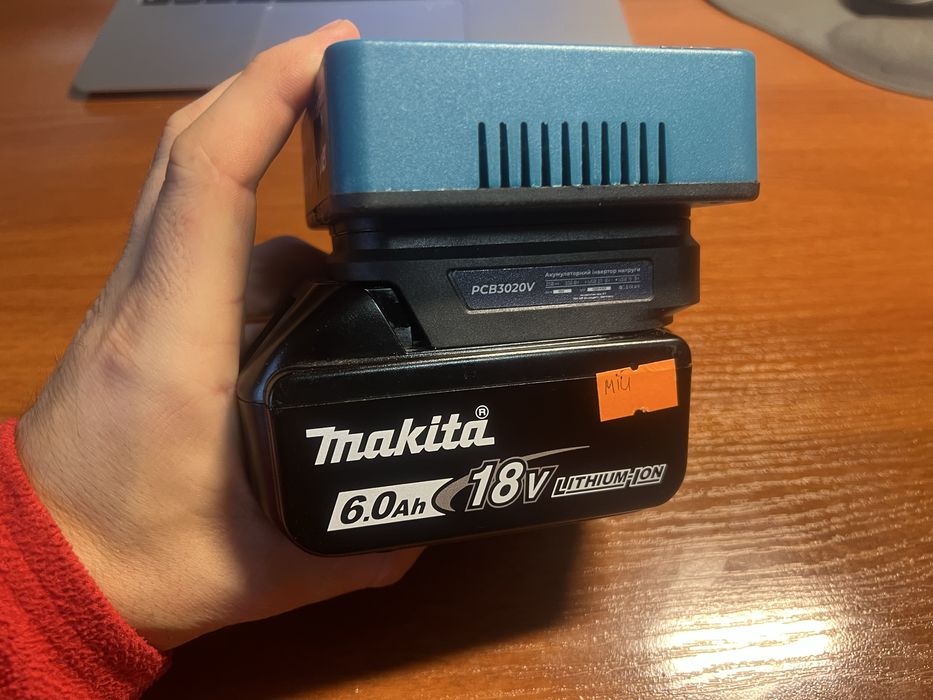 PCB3020V
Акумуляторний інвертор напруги
makita®
6.0Ah
18V
LITHIUM-ION
МІЙ